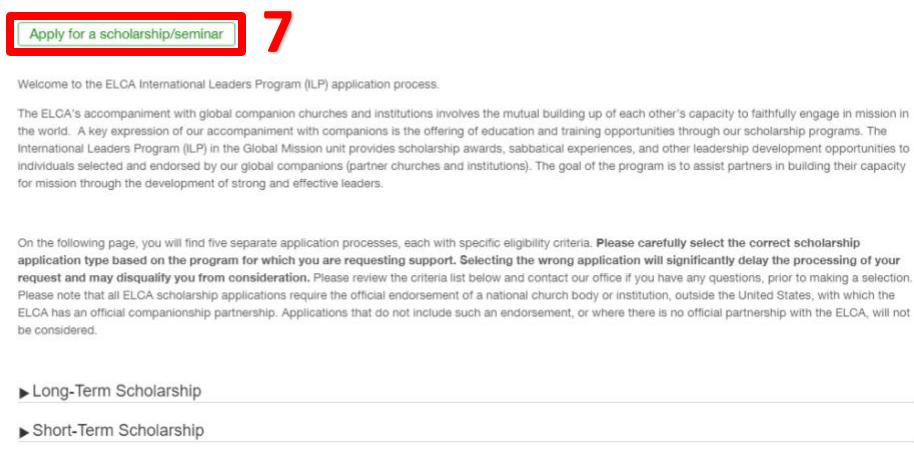 Apply for a scholarship/seminar 7
Welcome to the ELCA International Leaders Program (ILP) application process.
The ELCA's accompaniment with global companion churches and institutions involves the mutual building up of each other's capacity to faithfully engage in mission in
the world. A key expression of our accompaniment with companions is the offering of education and training opportunities through our scholarship programs. The
International Leaders Program (ILP) in the Global Mission unit provides scholarship awards, sabbatical experiences, and other leadership development opportunities to
individuals selected and endorsed by our global companions (partner churches and institutions). The goal of the program is to assist partners in building their capacity
for mission through the development of strong and effective leaders.
On the following page, you will find five separate application processes, each with specific eligibility criteria. Please carefully select the correct scholarship
application type based on the program for which you are requesting support. Selecting the wrong application will significantly delay the processing of your
request and may disqualify you from consideration. Please review the criteria list below and contact our office if you have any questions, prior to making a selection.
Please note that all ELCA scholarship applications require the official endorsement of a national church body or institution, outside the United States, with which the
ELCA has an official companionship partnership. Applications that do not include such an endorsement, or where there is no official partnership with the ELCA, will not
be considered.
▶Long-Term Scholarship
▶Short-Term Scholarship